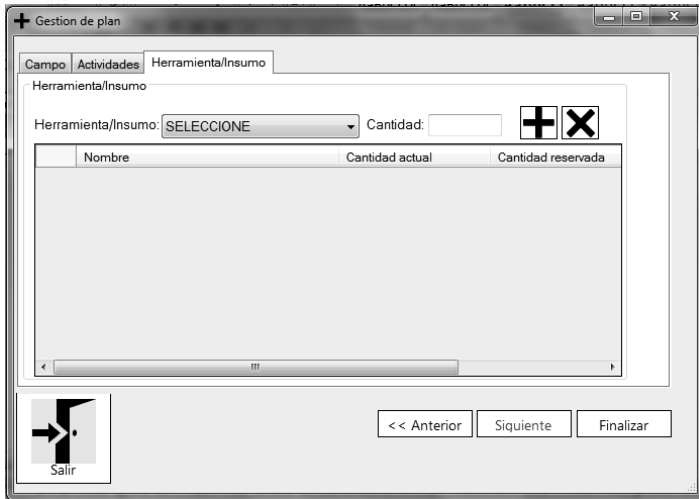 Gestion de plan
Campo Actividades Herramienta/Insumo
Herramienta/Insumo
Herramienta/Insumo: SELECCIONE Cantidad:
Nombre Cantidad actual Cantidad reservada
<< Anterior Siguiente Finalizar
Salir